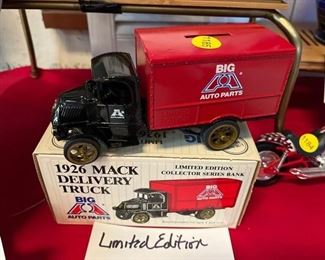 BIG
AUTO PARTS
1926 MACK
DELIVERY
TRUCK
BIG
AUTO PARTS
LIMITED EDITION
COLLECTOR SERIES BANK
BIG
AUTO PARTS
Limited Edition